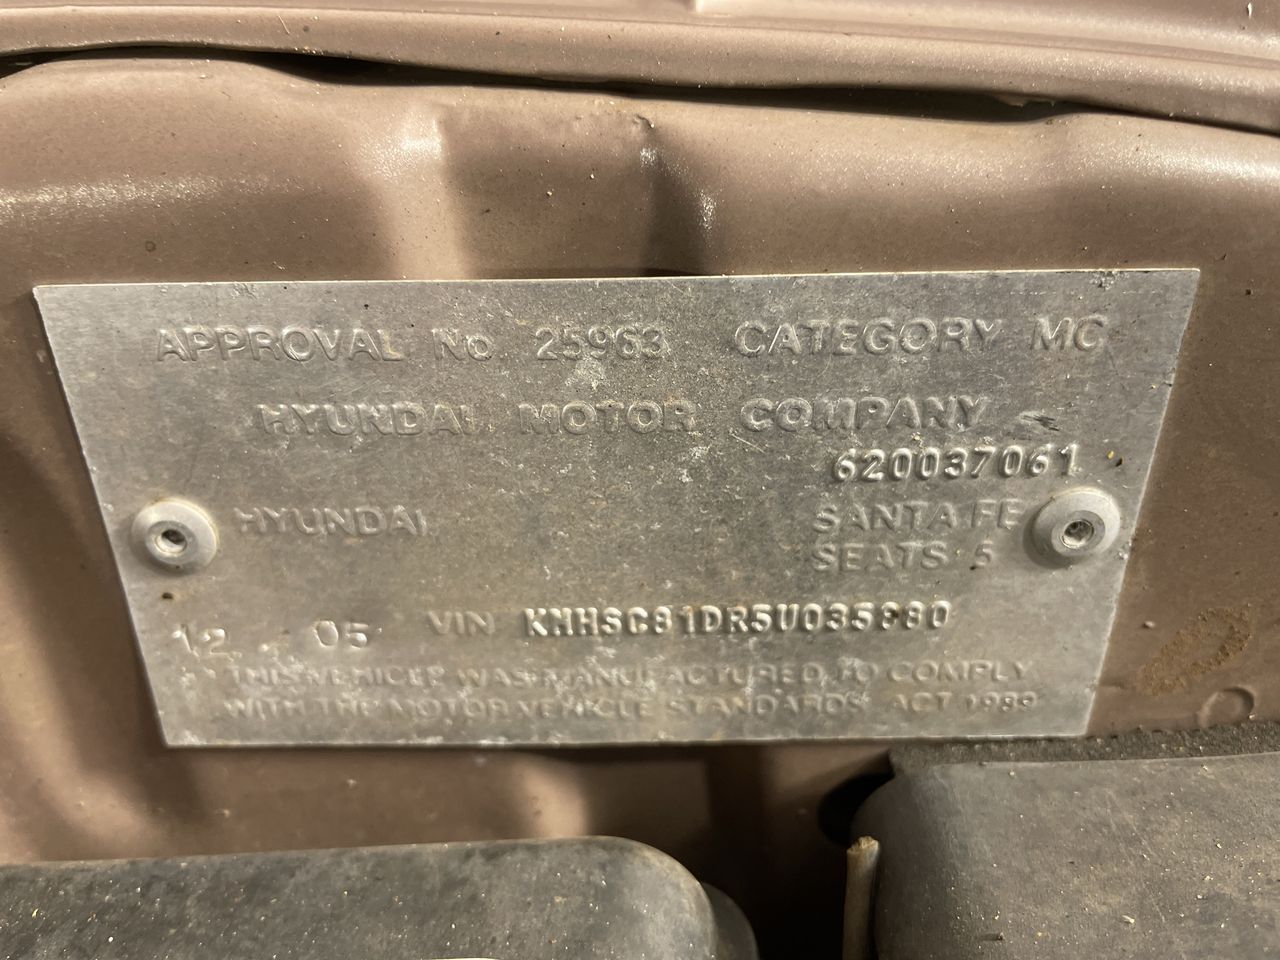 APPROVAL No 25963 CATEGORY MC
HYUNDAI MOTOR COMPANY
620037061
HYUNDAI SANTA FE
SEATS 5
12 05 VIN
THIS VEHICLE WAS MANUFACTURED TO COMPLY
WITH THE MOTOR VEHICLE STANDARDS ACT 1989